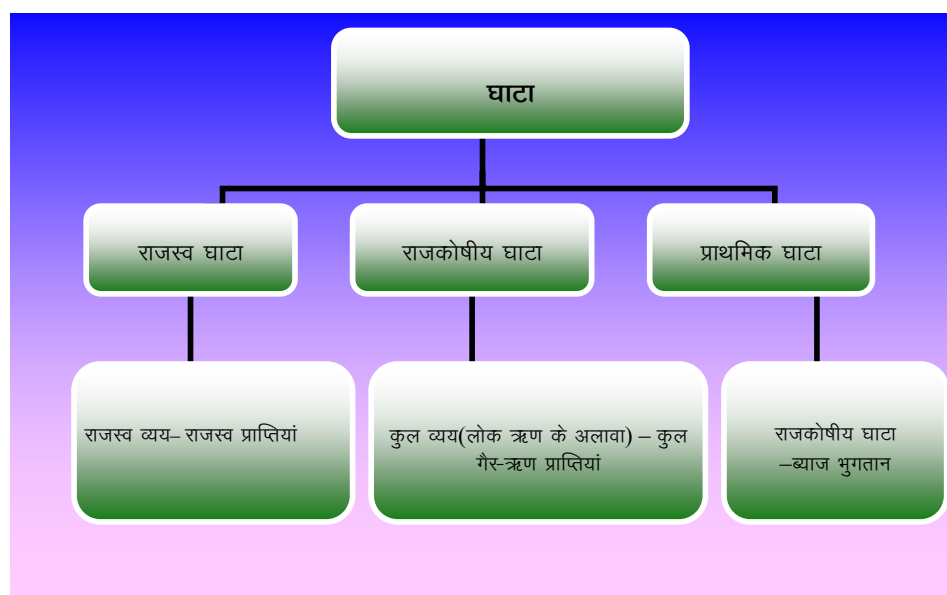 घाटा
राजस्व घाटा
राजकोषीय घाटा
प्राथमिक घाटा
राजस्व व्यय– राजस्व प्राप्तियां
कुल व्यय(लोक ऋण के अलावा) – कुल
गैर-ऋण प्राप्तियां
राजकोषीय घाटा
–ब्याज भुगतान